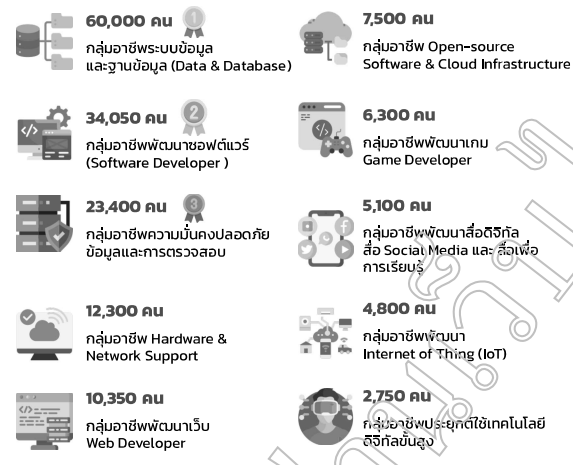 60,000 คน
1
กลุ่มอาชีพระบบข้อมูล
และฐานข้อมูล (Data & Database)
34,050 คน
2
กลุ่มอาชีพพัฒนาซอฟต์แวร์
(Software Developer )
23,400 คน
3
กลุ่มอาชีพความมั่นคงปลอดภัย
ข้อมูลและการตรวจสอบ
12,300 คน
กลุ่มอาชีพ Hardware &
Network Support
10,350 คน
กลุ่มอาชีพพัฒนาเว็บ
Web Developer
7,500 คน
กลุ่มอาชีพ Open-source
Software & Cloud Infrastructure
6,300 คน
กลุ่มอาชีพพัฒนาเกม
Game Developer
5,100 คน
กลุ่มอาชีพพัฒนาสื่อดิจิทัล
สื่อ Social Media และ สื่อเพื่อ
การเรียนรู้
4,800 คน
กลุ่มอาชีพพัฒนา
Internet of Thing (IoT)
2,750 คน
กลุ่มอาชีพประยุกต์ใช้เทคโนโลยี
ดิจิทัลขั้นสูง